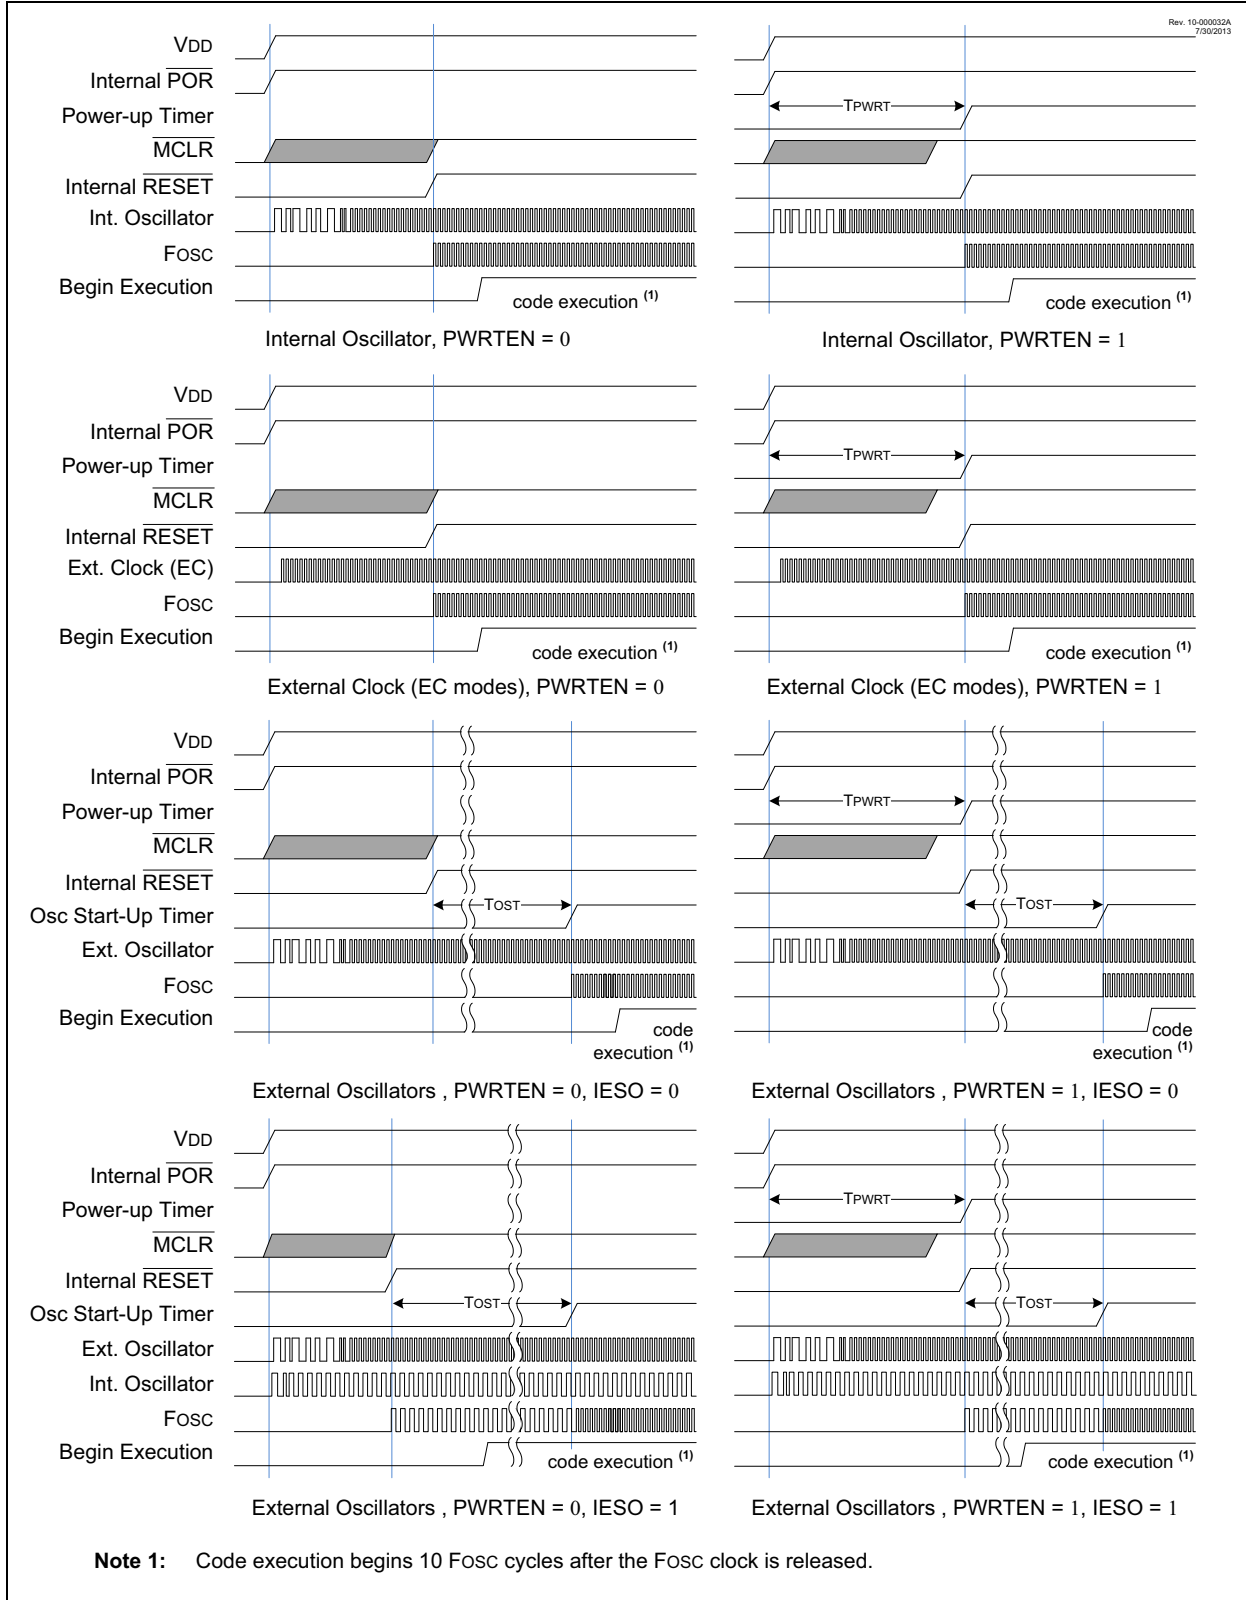 Rev. 10-000032A
7/30/2013
VDD
Internal POR
Power-up Timer
MCLR
Internal RESET
Int. Oscillator
FOSC
Begin Execution
code execution (1)
Internal Oscillator, PWRTEN = 0
TPWRT
code execution (1)
Internal Oscillator, PWRTEN = 1
VDD
Internal POR
Power-up Timer
MCLR
Internal RESET
Ext. Clock (EC)
FOSC
Begin Execution
code execution (1)
External Clock (EC modes), PWRTEN = 0
TPWRT
code execution (1)
External Clock (EC modes), PWRTEN = 1
VDD
Internal POR
Power-up Timer
MCLR
Internal RESET
Osc Start-Up Timer
Ext. Oscillator
FOSC
Begin Execution
TOST
code
execution (1)
External Oscillators , PWRTEN = 0, IESO = 0
TPWRT
TOST
code
execution (1)
External Oscillators , PWRTEN = 1, IESO = 0
VDD
Internal POR
Power-up Timer
MCLR
Internal RESET
Osc Start-Up Timer
Ext. Oscillator
Int. Oscillator
FOSC
Begin Execution
TOST
code execution (1)
External Oscillators , PWRTEN = 0, IESO = 1
TPWRT
TOST
code execution (1)
External Oscillators , PWRTEN = 1, IESO = 1
Note 1: Code execution begins 10 FOSC cycles after the FOSC clock is released.